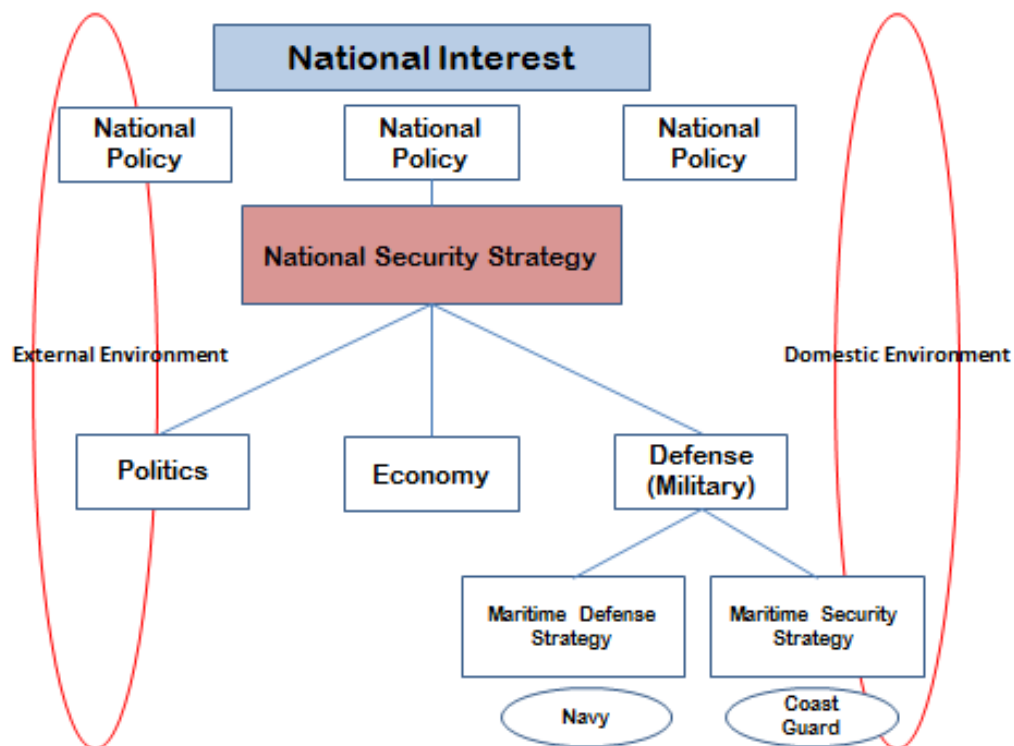 National Interest
National
Policy
National
Policy
National
Policy
National Security Strategy
External Environment
Domestic Environment
Politics
Economy
Defense
(Military)
Maritime Defense
Strategy
Maritime Security
Strategy
Navy
Coast
Guard